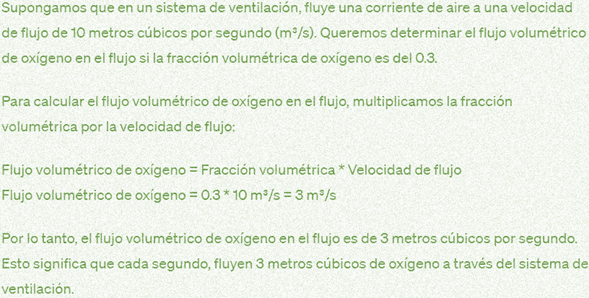 Supongamos que en un sistema de ventilación, fluye una corriente de aire a una velocidad
de flujo de 10 metros cúbicos por segundo (m³/s). Queremos determinar el flujo volumétrico
de oxígeno en el flujo si la fracción volumétrica de oxígeno es del 0.3.
Para calcular el flujo volumétrico de oxígeno en el flujo, multiplicamos la fracción
volumétrica por la velocidad de flujo:
Flujo volumétrico de oxígeno = Fracción volumétrica * Velocidad de flujo
Flujo volumétrico de oxígeno = 0.3 * 10 m³/s = 3 m³/s
Por lo tanto, el flujo volumétrico de oxígeno en el flujo es de 3 metros cúbicos por segundo.
Esto significa que cada segundo, fluyen 3 metros cúbicos de oxígeno a través del sistema de
ventilación.